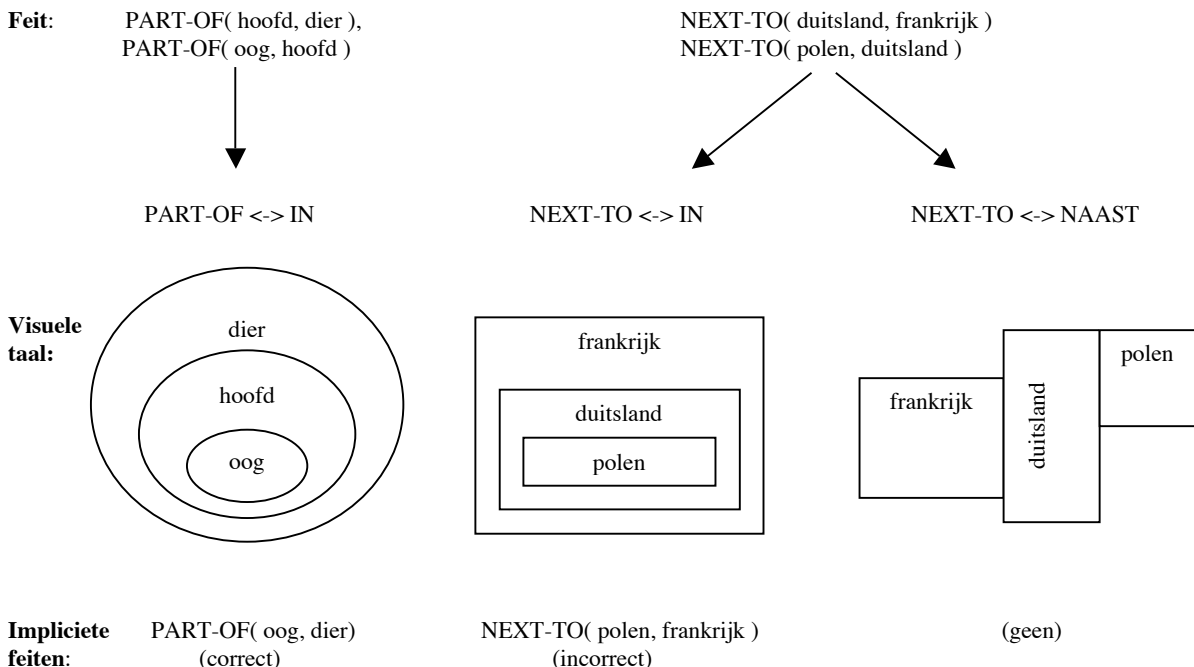 Feit: PART-OF( hoofd, dier ), NEXT-TO( duitsland, frankrijk )
PART-OF( oog, hoofd ) NEXT-TO( polen, duitsland )
PART-OF <-> IN NEXT-TO <-> IN NEXT-TO <-> NAAST
Visuele
taal:
dier
hoofd
oog
frankrijk
duitsland
polen
frankrijk
duitsland
polen
Impliciete PART-OF( oog, dier) NEXT-TO( polen, frankrijk ) (geen)
feiten: (correct) (incorrect)